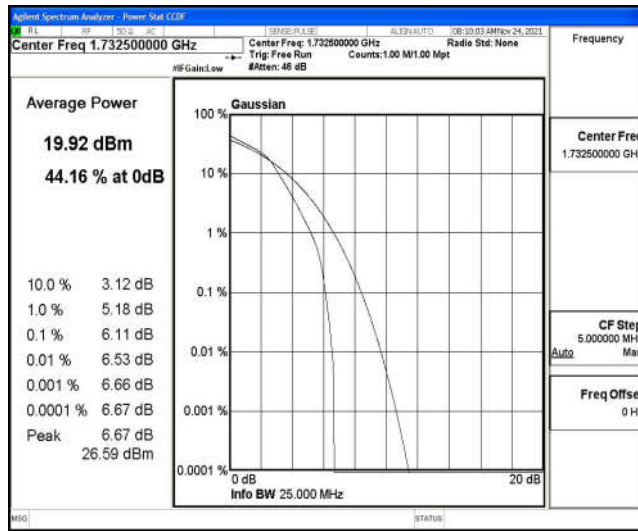 Agilent Spectrum Analyzer - Power Stat CCDF
RL RF 50 Ω AC SENSE:PULSE ALIGNAUTO 08:10:03 AM Nov 24, 2021
Center Freq 1.732500000 GHz
Center Freq: 1.732500000 GHz Radio Std: None
Trig: Free Run Counts:1.00 M/1.00 Mpt
#IFGain:Low #Atten: 46 dB
Frequency
Average Power
19.92 dBm
44.16 % at 0dB
10.0 % 3.12 dB
1.0 % 5.18 dB
0.1 % 6.11 dB
0.01 % 6.53 dB
0.001 % 6.66 dB
0.0001 % 6.67 dB
Peak 6.67 dB
26.59 dBm
Gaussian
100 %
10 %
1 %
0.1 %
0.01 %
0.001 %
0.0001 %
0 dB 20 dB
Info BW 25.000 MHz
Center Fre
1.732500000 GH
CF Step
5.000000 MH
Auto Ma
Freq Offse
0 H
MSG STATUS